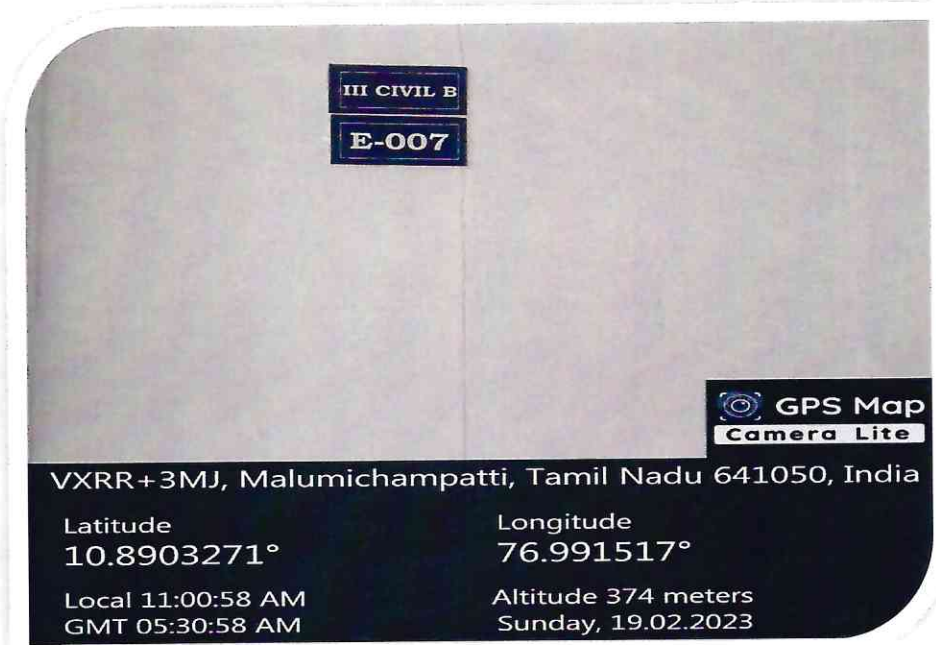 III CIVIL B
E-007
GPS Map
Camera Lite
VXRR+3MJ, Malumichampatti, Tamil Nadu 641050, India
Latitude
10.8903271°
Longitude
76.991517°
Local 11:00:58 AM
GMT 05:30:58 AM
Altitude 374 meters
Sunday, 19.02.2023